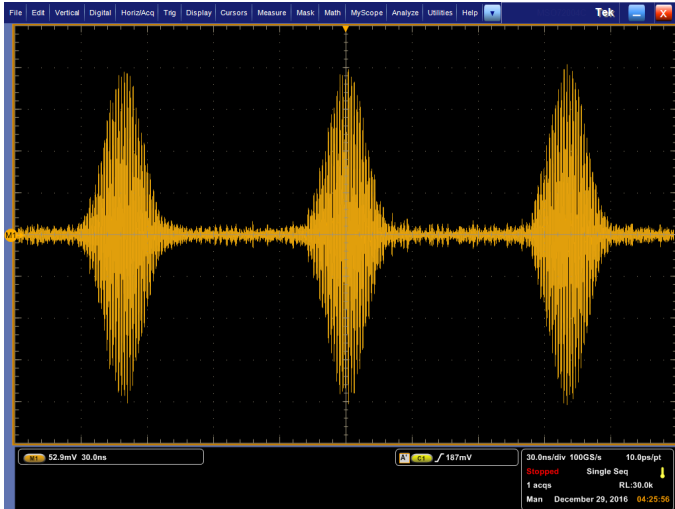 File Edit Vertical Digital Horiz/Acq Trig Display Cursors Measure Mask Math MyScope Analyze Utilities Help Tek X
M1
M1 52.9mV 30.0ns
A' C1 187mV
30.0ns/div 100GS/s 10.0ps/pt
Stopped Single Seq
1 acqs RL:30.0k
Man December 29, 2016 04:25:56